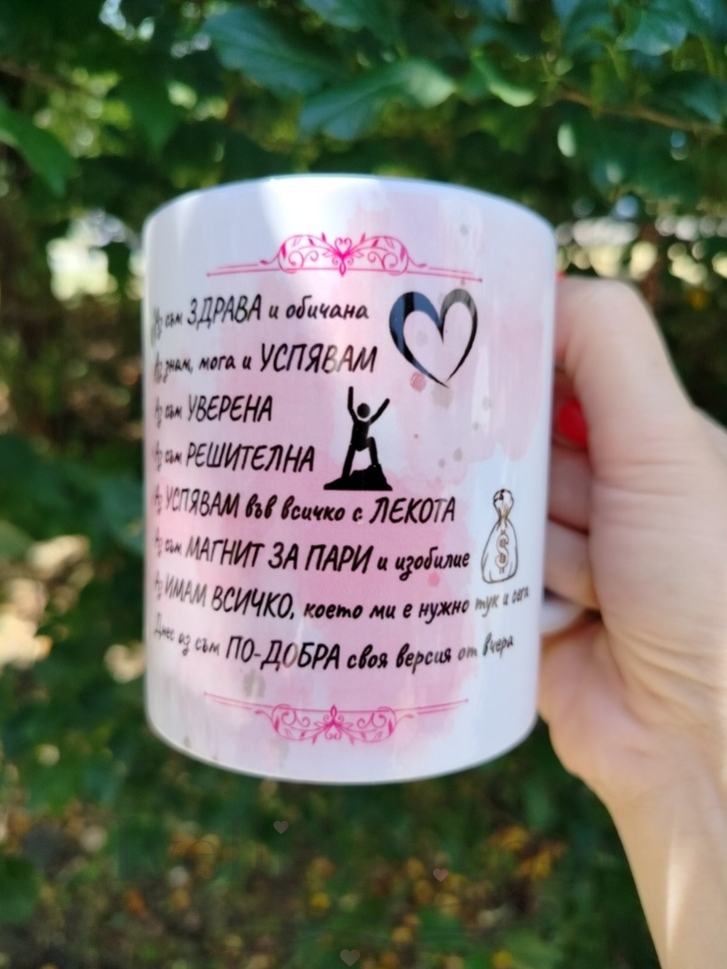 Аз съм ЗДРАВА и обичана
Аз знам, мога и УСПЯВАМ
Аз съм УВЕРЕНА
Аз съм РЕШИТЕЛНА
Аз УСПЯВАМ във всичко с ЛЕКОТА
Аз съм МАГНИТ ЗА ПАРИ и изобилие
$
Аз ИМАМ ВСИЧКО, което ми е нужно тук и сега
Днес аз съм ПО-ДОБРА своя версия от вчера